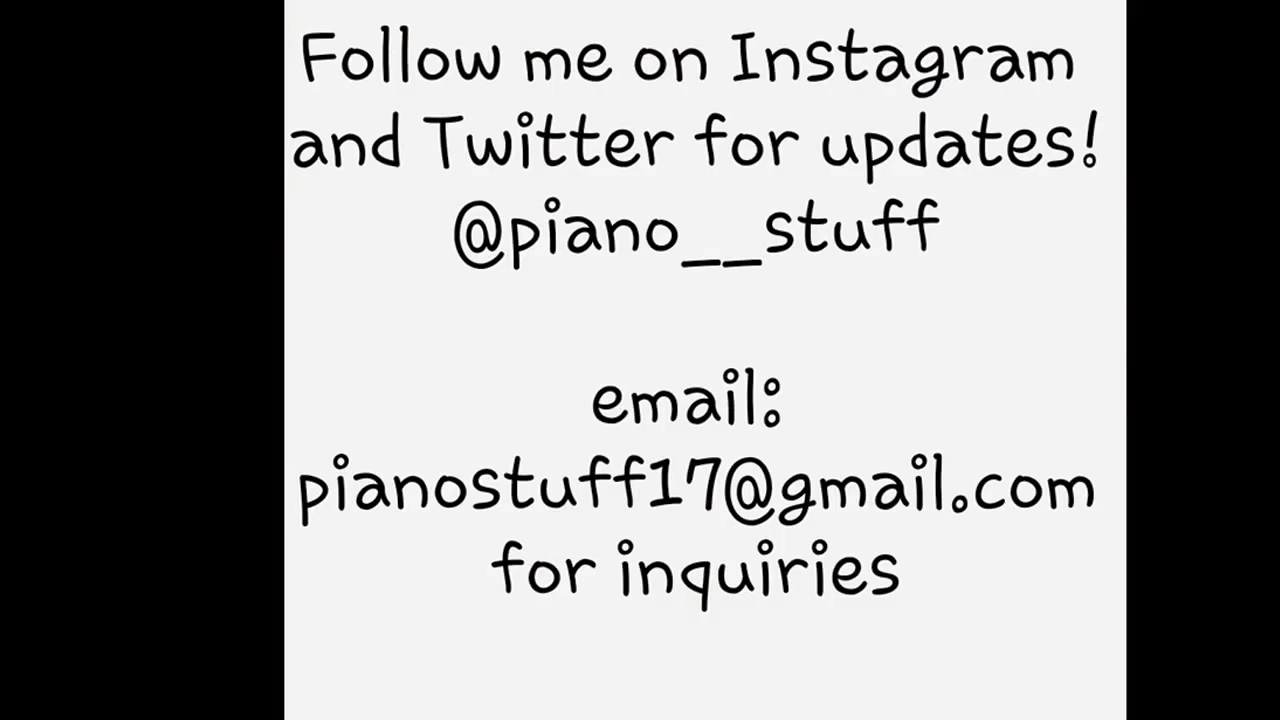 Follow me on Instagram
and Twitter for updates!
@piano__stuff
email:
pianostuff17@gmail.com
for inquiries